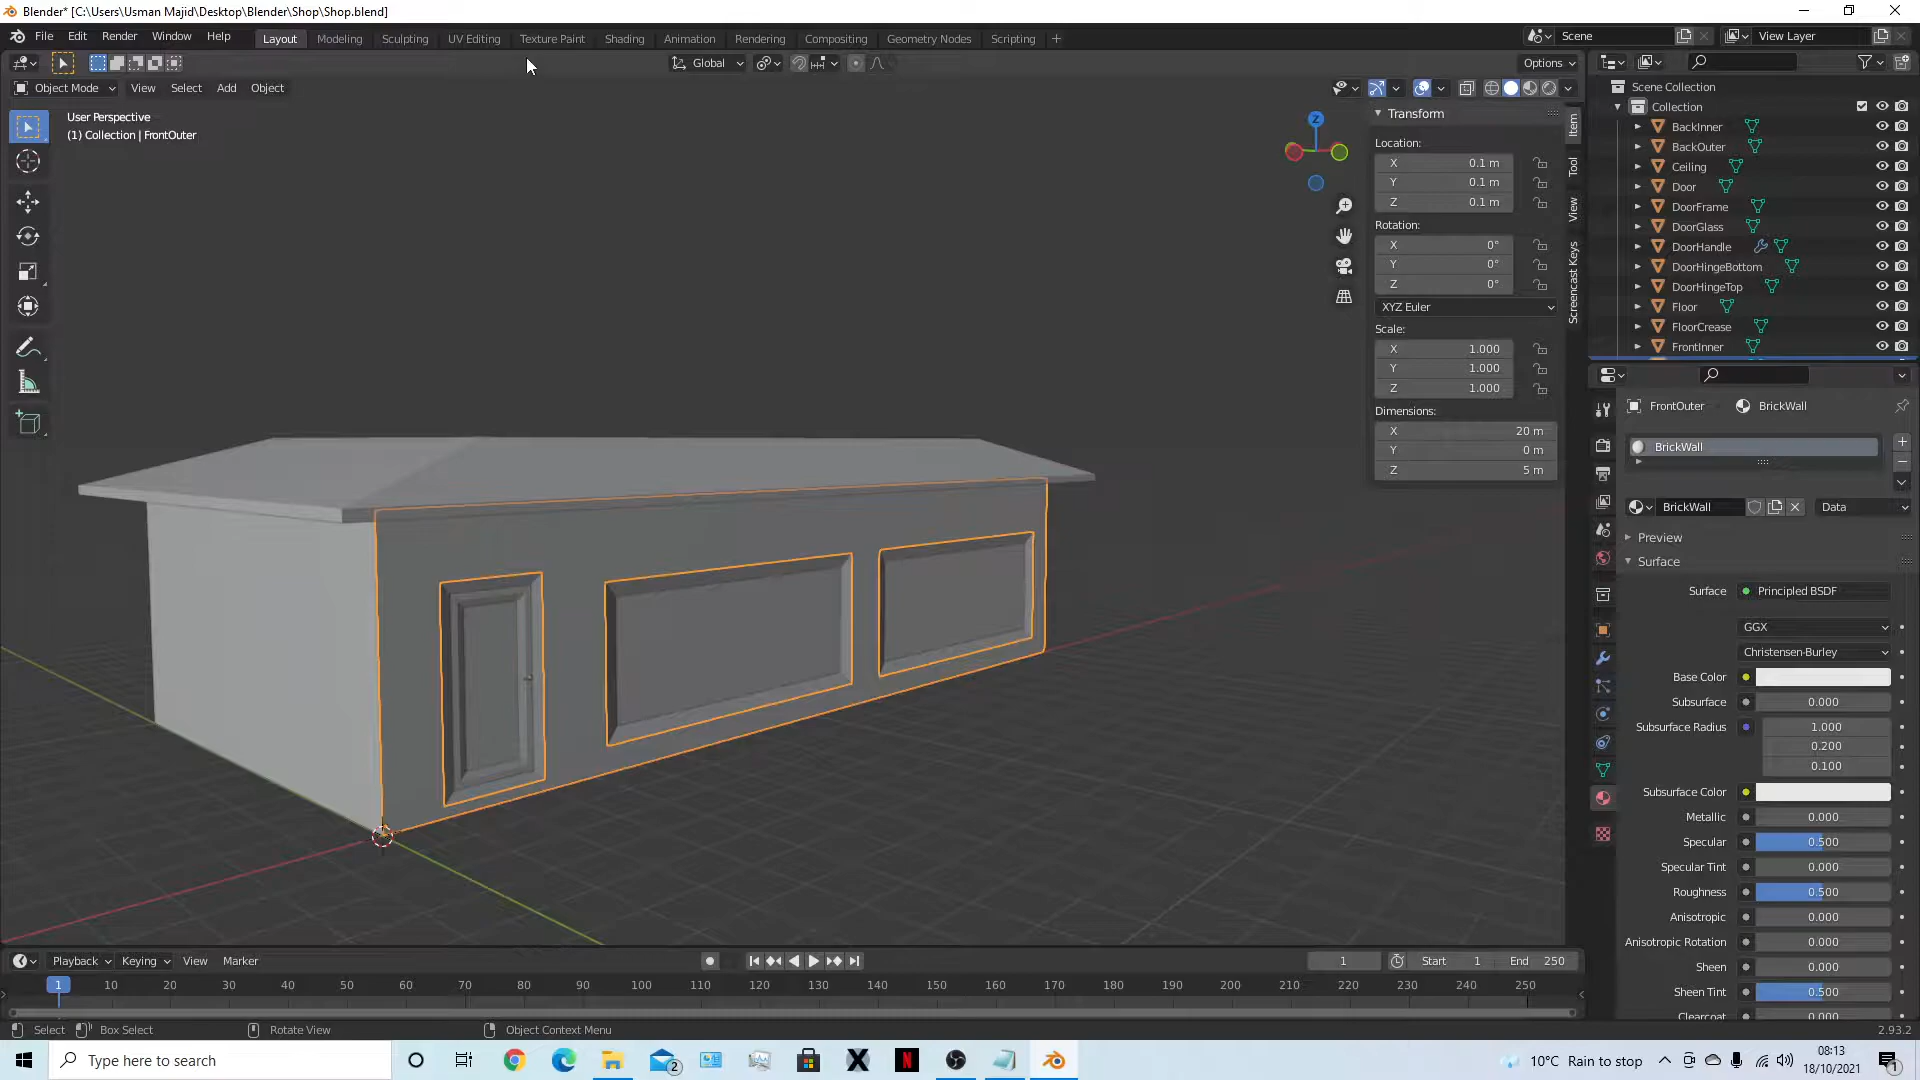 Blender* [C:\Users\Usman Majid\Desktop\Blender\Shop\Shop.blend]
File Edit Render Window Help Layout Modeling Sculpting UV Editing Texture Paint Shading Animation Rendering Compositing Geometry Nodes Scripting + Scene View Layer
Global Options
Object Mode View Select Add Object
User Perspective
(1) Collection | FrontOuter
Z
Transform
Location:
X 0.1 m
Y 0.1 m
Z 0.1 m
Rotation:
X 0°
Y 0°
Z 0°
XYZ Euler
Scale:
X 1.000
Y 1.000
Z 1.000
Dimensions:
X 20 m
Y 0 m
Z 5 m
Item
Tool
View
Screencast Keys
Scene Collection
Collection
BackInner
BackOuter
Ceiling
Door
DoorFrame
DoorGlass
DoorHandle
DoorHingeBottom
DoorHingeTop
Floor
FloorCrease
FrontInner
FrontOuter BrickWall
BrickWall
BrickWall Data
Preview
Surface
Surface Principled BSDF
GGX
Christensen-Burley
Base Color
Subsurface 0.000
Subsurface Radius 1.000
0.200
0.100
Subsurface Color
Metallic 0.000
Specular 0.500
Specular Tint 0.000
Roughness 0.500
Anisotropic 0.000
Anisotropic Rotation 0.000
Sheen 0.000
Sheen Tint 0.500
Clearcoat 0.000
Playback Keying View Marker 1 Start 1 End 250
1 10 20 30 40 50 60 70 80 90 100 110 120 130 140 150 160 170 180 190 200 210 220 230 240 250
Select Box Select Rotate View Object Context Menu 2.93.2
Type here to search 2 X N 10°C Rain to stop 08:13
18/10/2021 1